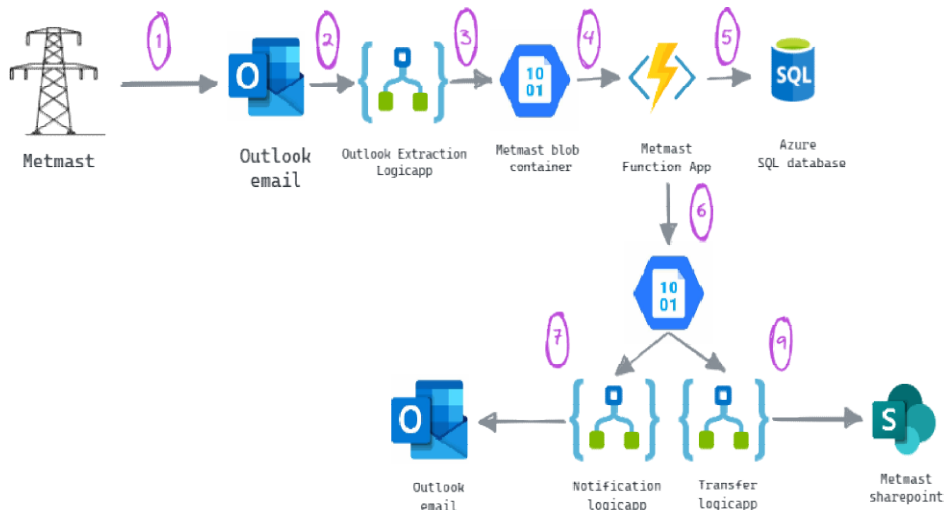 1
2
3
4
5
Metmast
O
Outlook
email
Outlook Extraction
Logicapp
10
01
Metmast blob
container
Metmast
Function App
SQL
Azure
SQL database
6
10
01
7
9
O
Outlook
email
Notification
logicapp
Transfer
logicapp
S
Metmast
sharepoint